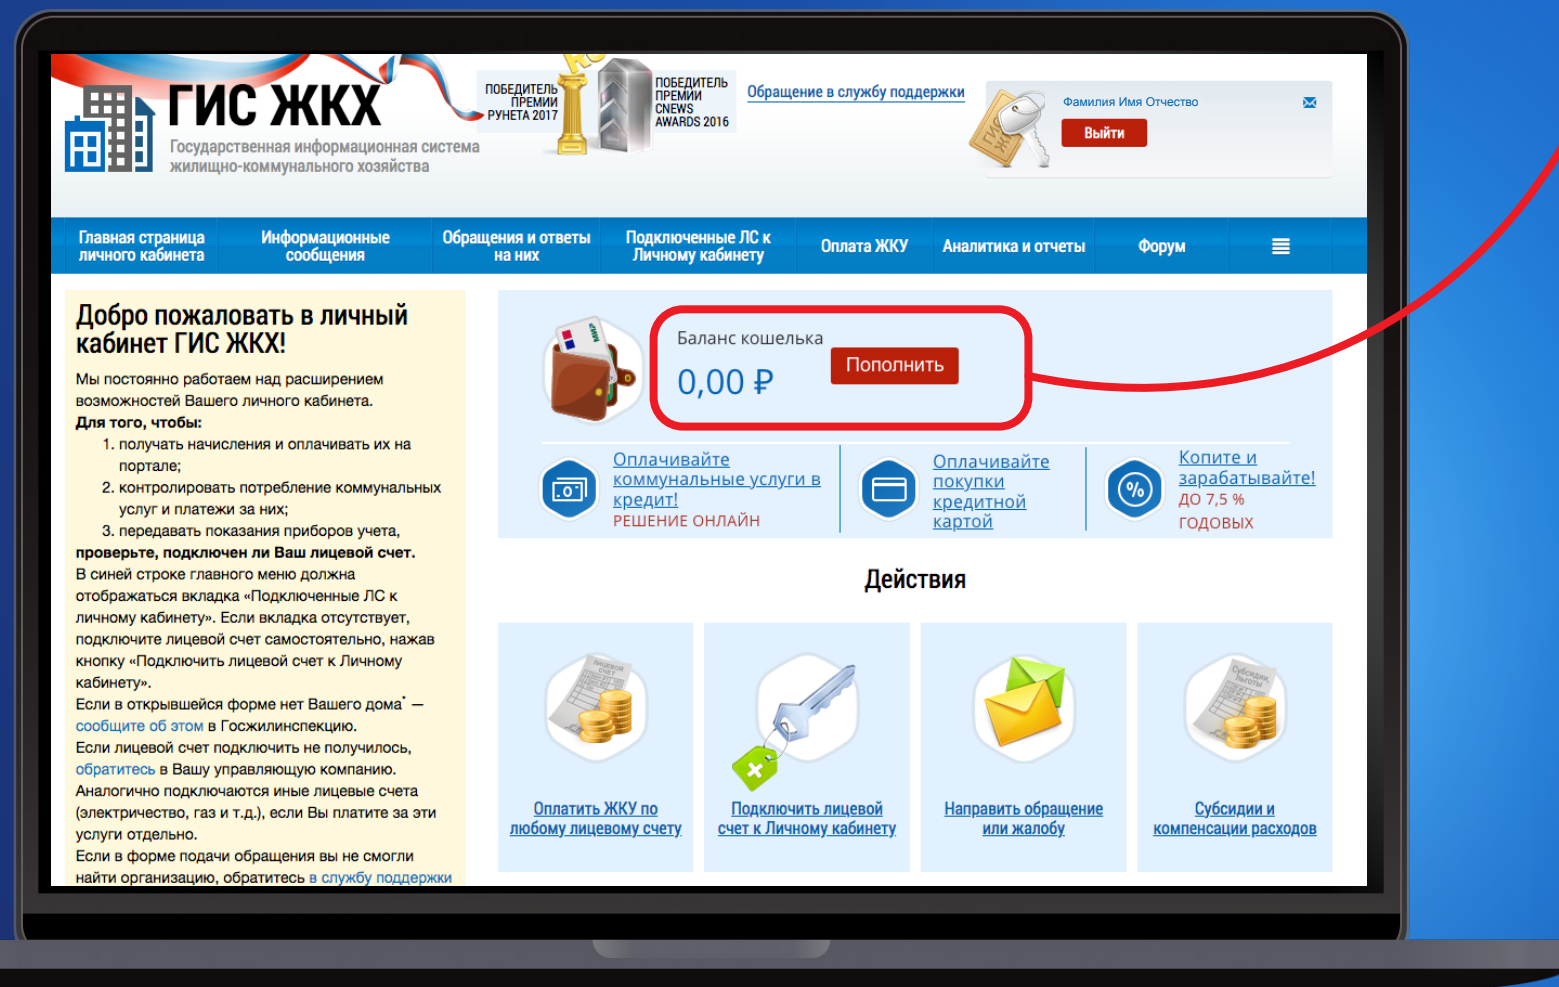 ГИС ЖКХ
Государственная информационная система
жилищно-коммунального хозяйства
ПОБЕДИТЕЛЬ
ПРЕМИИ
РУНЕТА 2017
ПОБЕДИТЕЛЬ
ПРЕМИИ
CNEWS
AWARDS 2016
Обращение в службу поддержки
Фамилия Имя Отчество
Выйти
Главная страница
личного кабинета
Информационные
сообщения
Обращения и ответы
на них
Подключенные ЛС к
Личному кабинету
Оплата ЖКУ
Аналитика и отчеты
Форум
Добро пожаловать в личный
кабинет ГИС ЖКХ!
Мы постоянно работаем над расширением
возможностей Вашего личного кабинета.
Для того, чтобы:
1. получать начисления и оплачивать их на
портале;
2. контролировать потребление коммунальных
услуг и платежи за них;
3. передавать показания приборов учета,
проверьте, подключен ли Ваш лицевой счет.
В синей строке главного меню должна
отображаться вкладка «Подключенные ЛС к
личному кабинету». Если вкладка отсутствует,
подключите лицевой счет самостоятельно, нажав
кнопку «Подключить лицевой счет к Личному
кабинету».
Если в открывшейся форме нет Вашего дома* —
сообщите об этом в Госжилинспекцию.
Если лицевой счет подключить не получилось,
обратитесь в Вашу управляющую компанию.
Аналогично подключаются иные лицевые счета
(электричество, газ и т.д.), если Вы платите за эти
услуги отдельно.
Если в форме подачи обращения вы не смогли
найти организацию, обратитесь в службу поддержки
МИР
Баланс кошелька
0,00 ₽
Пополнить
Оплачивайте
коммунальные услуги в
кредит!
РЕШЕНИЕ ОНЛАЙН
Оплачивайте
покупки
кредитной
картой
Копите и
зарабатывайте!
ДО 7,5 %
ГОДОВЫХ
Действия
ЛИЦЕВОЙ
СЧЕТ
Оплатить ЖКУ по
любому лицевому счету
Подключить лицевой
счет к Личному кабинету
Направить обращение
или жалобу
Субсидии,
льготы
Субсидии и
компенсации расходов